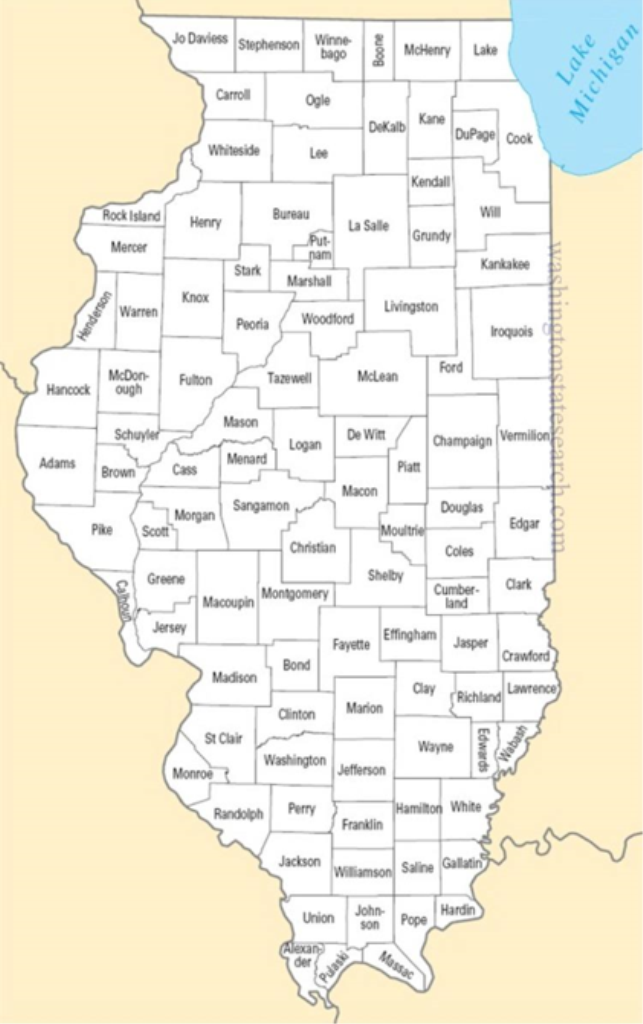 Jo Daviess
Stephenson
Winne-
bago
Boone
McHenry
Lake
Lake
Michigan
Carroll
Ogle
DeKalb
Kane
DuPage
Cook
Whiteside
Lee
Kendall
Will
Rock Island
Henry
Bureau
La Salle
Grundy
Mercer
Put-
nam
Kankakee
Stark
Marshall
Henderson
Warren
Knox
Peoria
Woodford
Livingston
Iroquois
Hancock
McDon-
ough
Fulton
Tazewell
McLean
Ford
Schuyler
Mason
Logan
De Witt
Champaign
Vermilion
Adams
Brown
Cass
Menard
Piatt
Macon
Pike
Scott
Morgan
Sangamon
Christian
Moultrie
Douglas
Edgar
Coles
Shelby
Calhoun
Greene
Macoupin
Montgomery
Cumber-
land
Clark
Jersey
Fayette
Effingham
Jasper
Crawford
Madison
Bond
Clay
Richland
Lawrence
Clinton
Marion
St Clair
Washington
Jefferson
Wayne
Edwards
Wabash
Monroe
Randolph
Perry
Franklin
Hamilton
White
Jackson
Williamson
Saline
Gallatin
Union
John-
son
Pope
Hardin
Alexan-
der
Pulaski
Massac
washingtonstatesearch.com